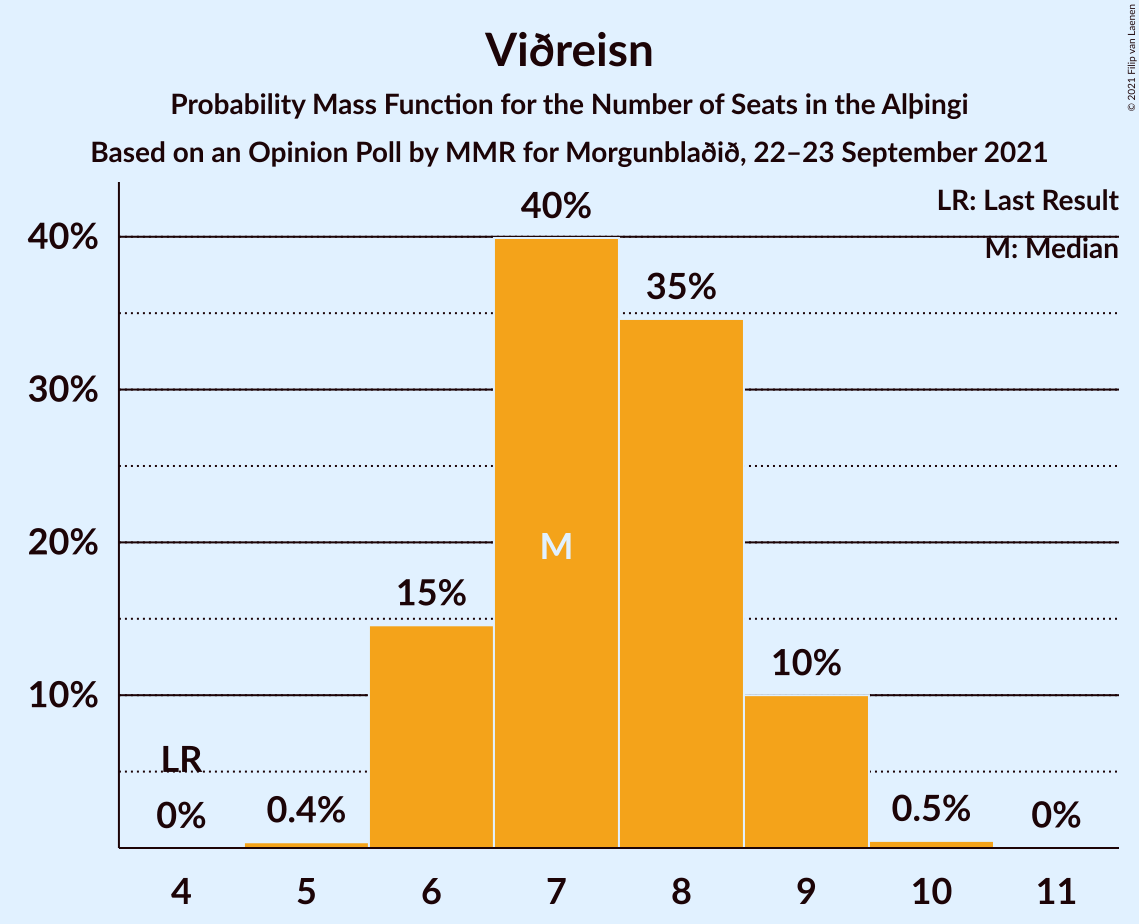 Viðreisn
Probability Mass Function for the Number of Seats in the Alþingi
Based on an Opinion Poll by MMR for Morgunblaðið, 22–23 September 2021
© 2021 Filip van Laenen
LR: Last Result
M: Median
40%
30%
20%
10%
LR
0%
0.4%
15%
40%
M
35%
10%
0.5%
0%
4 5 6 7 8 9 10 11